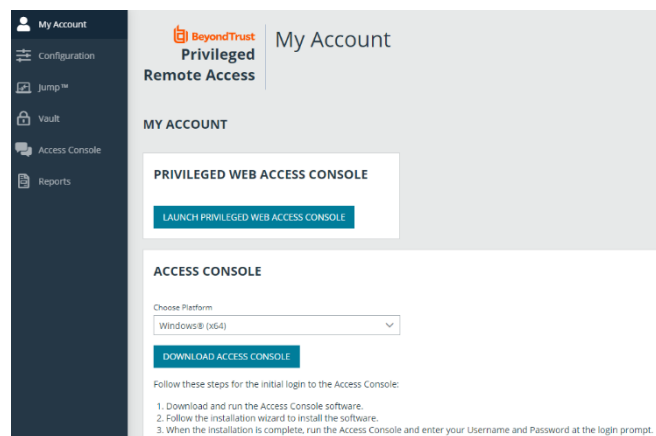 My Account
Configuration
Jump™
Vault
Access Console
Reports
BeyondTrust
Privileged
Remote Access
My Account
MY ACCOUNT
PRIVILEGED WEB ACCESS CONSOLE
LAUNCH PRIVILEGED WEB ACCESS CONSOLE
ACCESS CONSOLE
Choose Platform
Windows® (x64)
DOWNLOAD ACCESS CONSOLE
Follow these steps for the initial login to the Access Console:
1. Download and run the Access Console software.
2. Follow the installation wizard to install the software.
3. When the installation is complete, run the Access Console and enter your Username and Password at the login prompt.